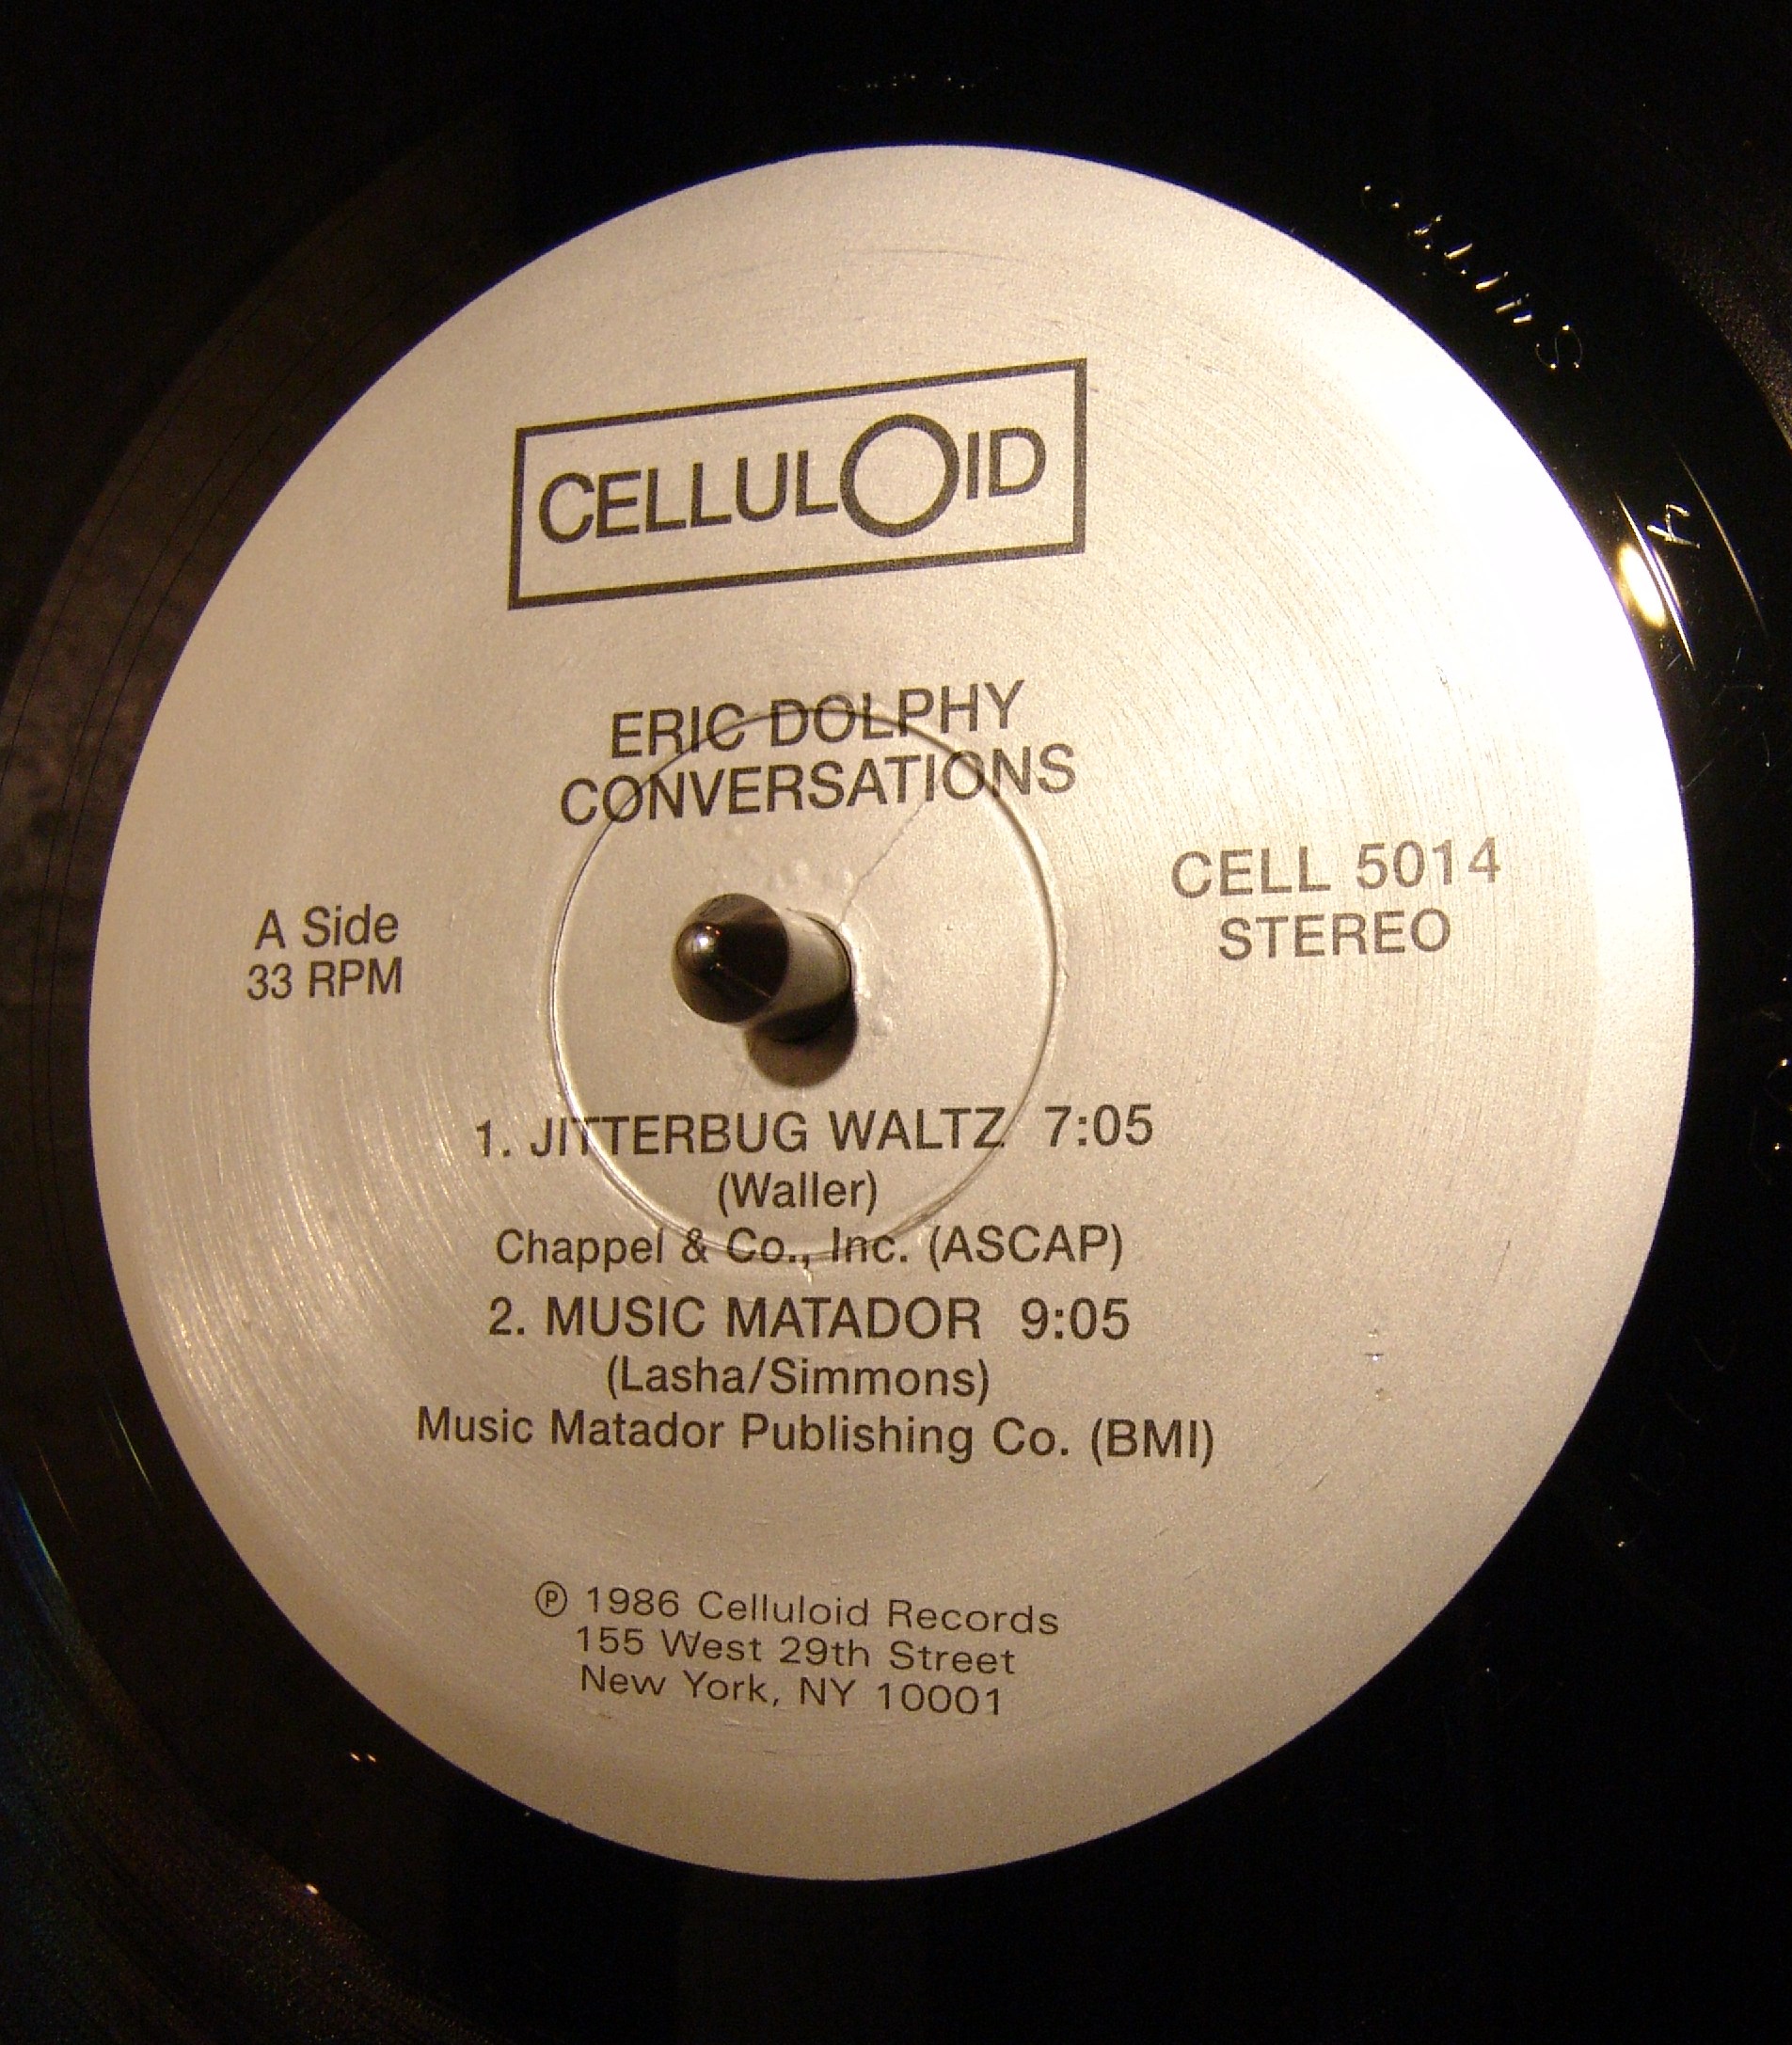 CELLULOID
ERIC DOLPHY
CONVERSATIONS
CELL 5014
STEREO
A Side
33 RPM
1. JITTERBUG WALTZ 7:05
(Waller)
Chappel & Co., Inc. (ASCAP)
2. MUSIC MATADOR 9:05
(Lasha/Simmons)
Music Matador Publishing Co. (BMI)
℗ 1986 Celluloid Records
155 West 29th Street
New York, NY 10001